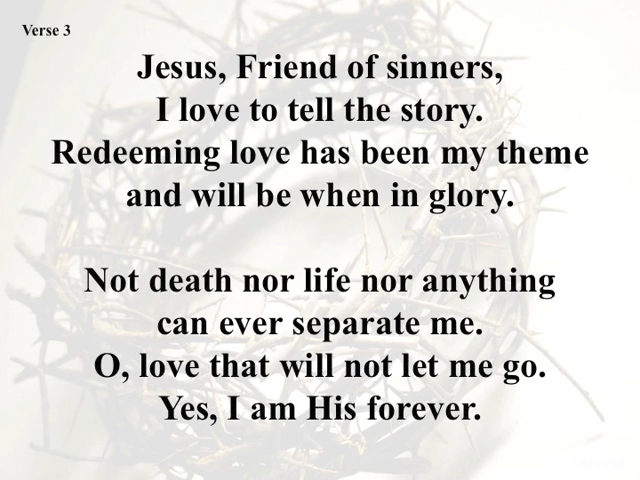 Verse 3
Jesus, Friend of sinners,
I love to tell the story.
Redeeming love has been my theme
and will be when in glory.
Not death nor life nor anything
can ever separate me.
O, love that will not let me go.
Yes, I am His forever.